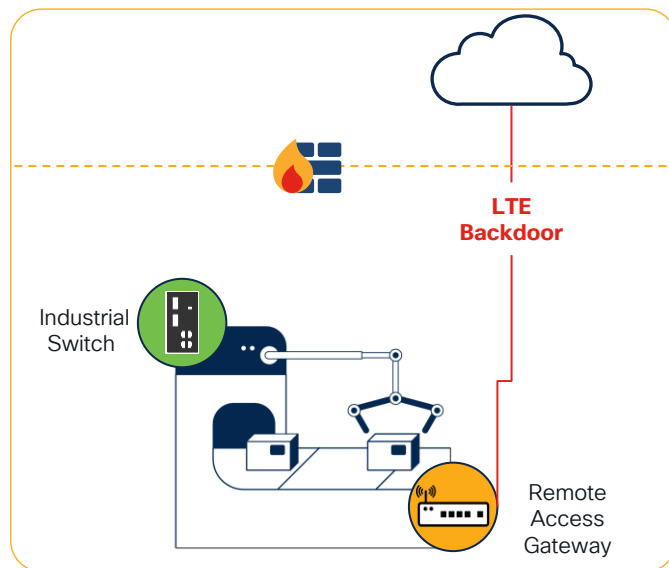 LTE
Backdoor
Industrial
Switch
Remote
Access
Gateway